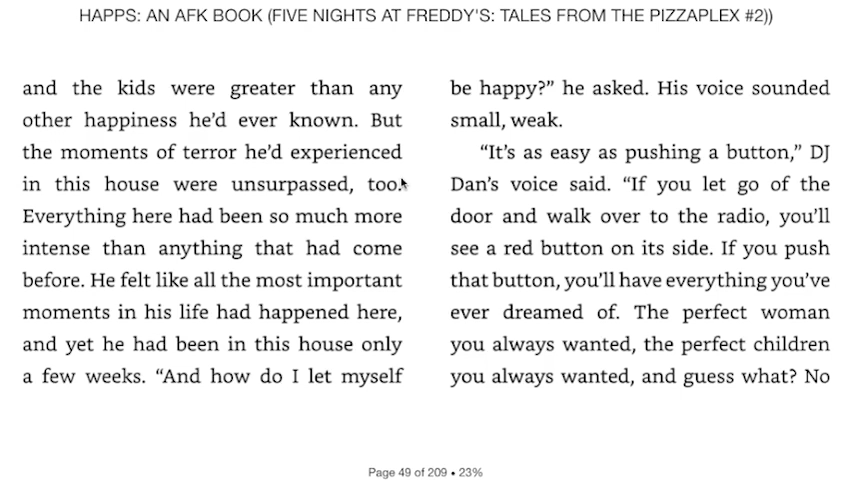 HAPPS: AN AFK BOOK (FIVE NIGHTS AT FREDDY'S: TALES FROM THE PIZZAPLEX #2))
and the kids were greater than any
other happiness he’d ever known. But
the moments of terror he’d experienced
in this house were unsurpassed, too.
Everything here had been so much more
intense than anything that had come
before. He felt like all the most important
moments in his life had happened here,
and yet he had been in this house only
a few weeks. “And how do I let myself
be happy?” he asked. His voice sounded
small, weak.
“It’s as easy as pushing a button,” DJ
Dan’s voice said. “If you let go of the
door and walk over to the radio, you’ll
see a red button on its side. If you push
that button, you’ll have everything you’ve
ever dreamed of. The perfect woman
you always wanted, the perfect children
you always wanted, and guess what? No
Page 49 of 209 • 23%